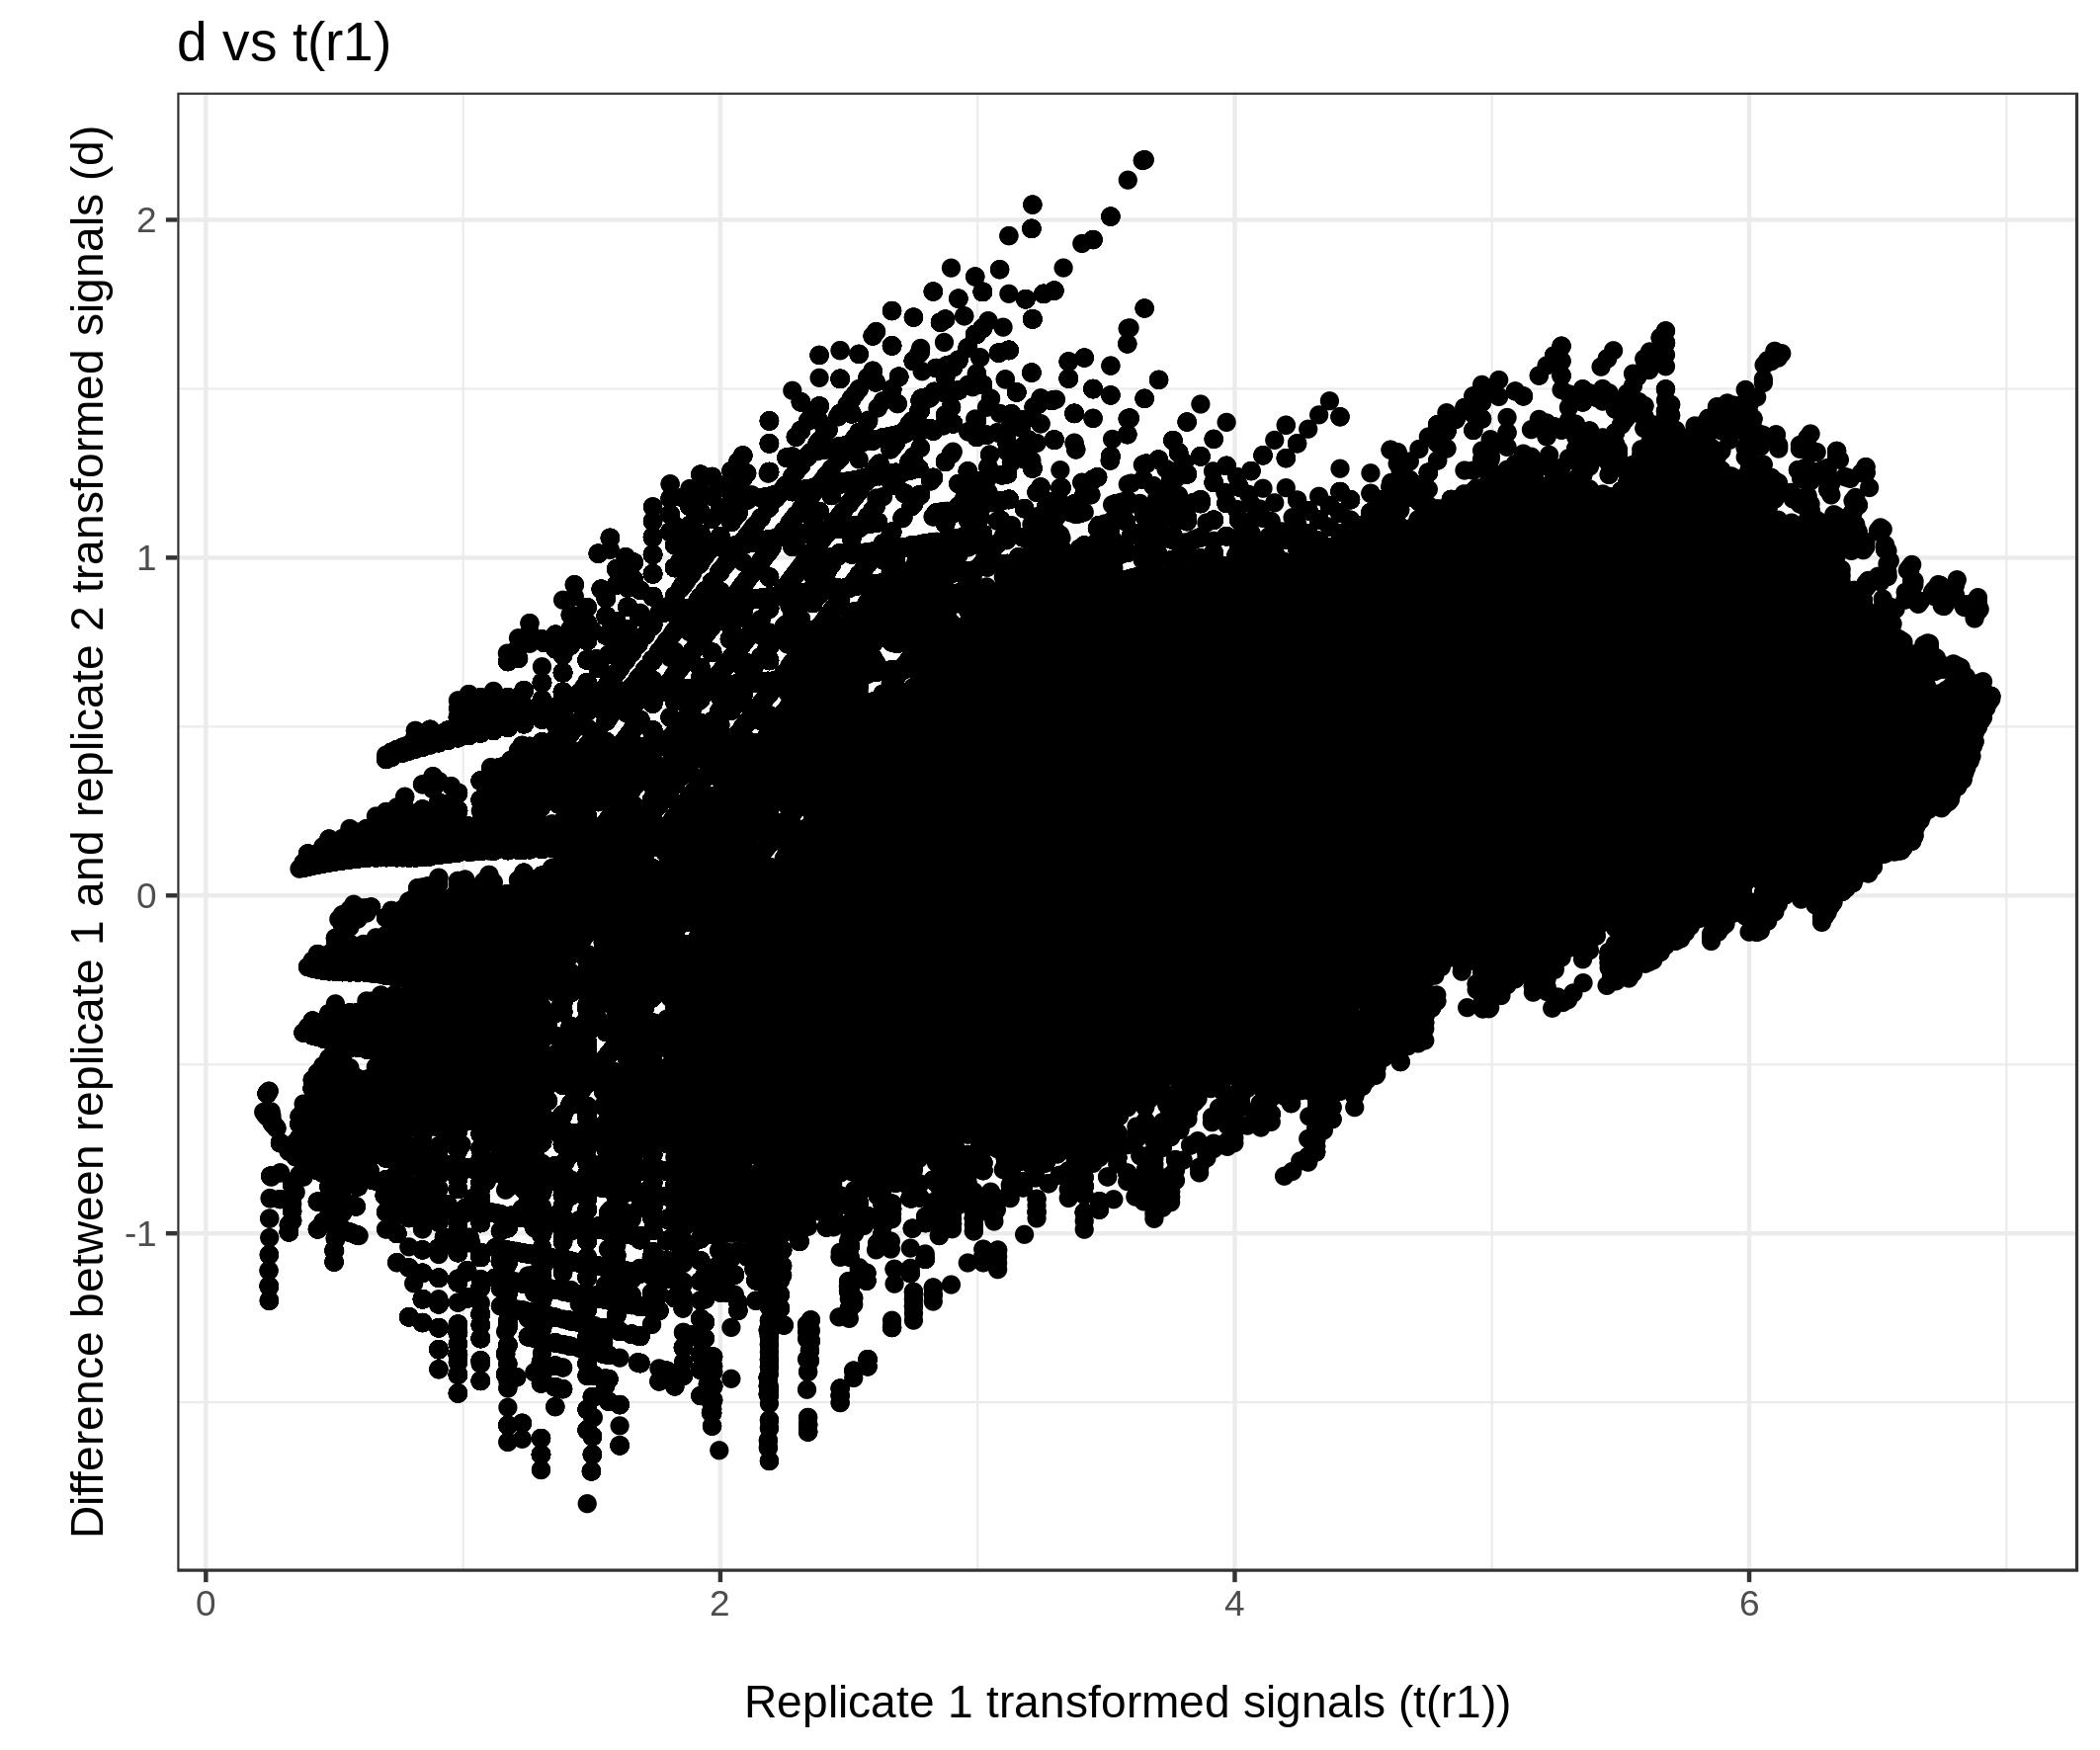 d vs t(r1)
Difference between replicate 1 and replicate 2 transformed signals (d)
2
1
0
-1
0
2
4
6
Replicate 1 transformed signals (t(r1))